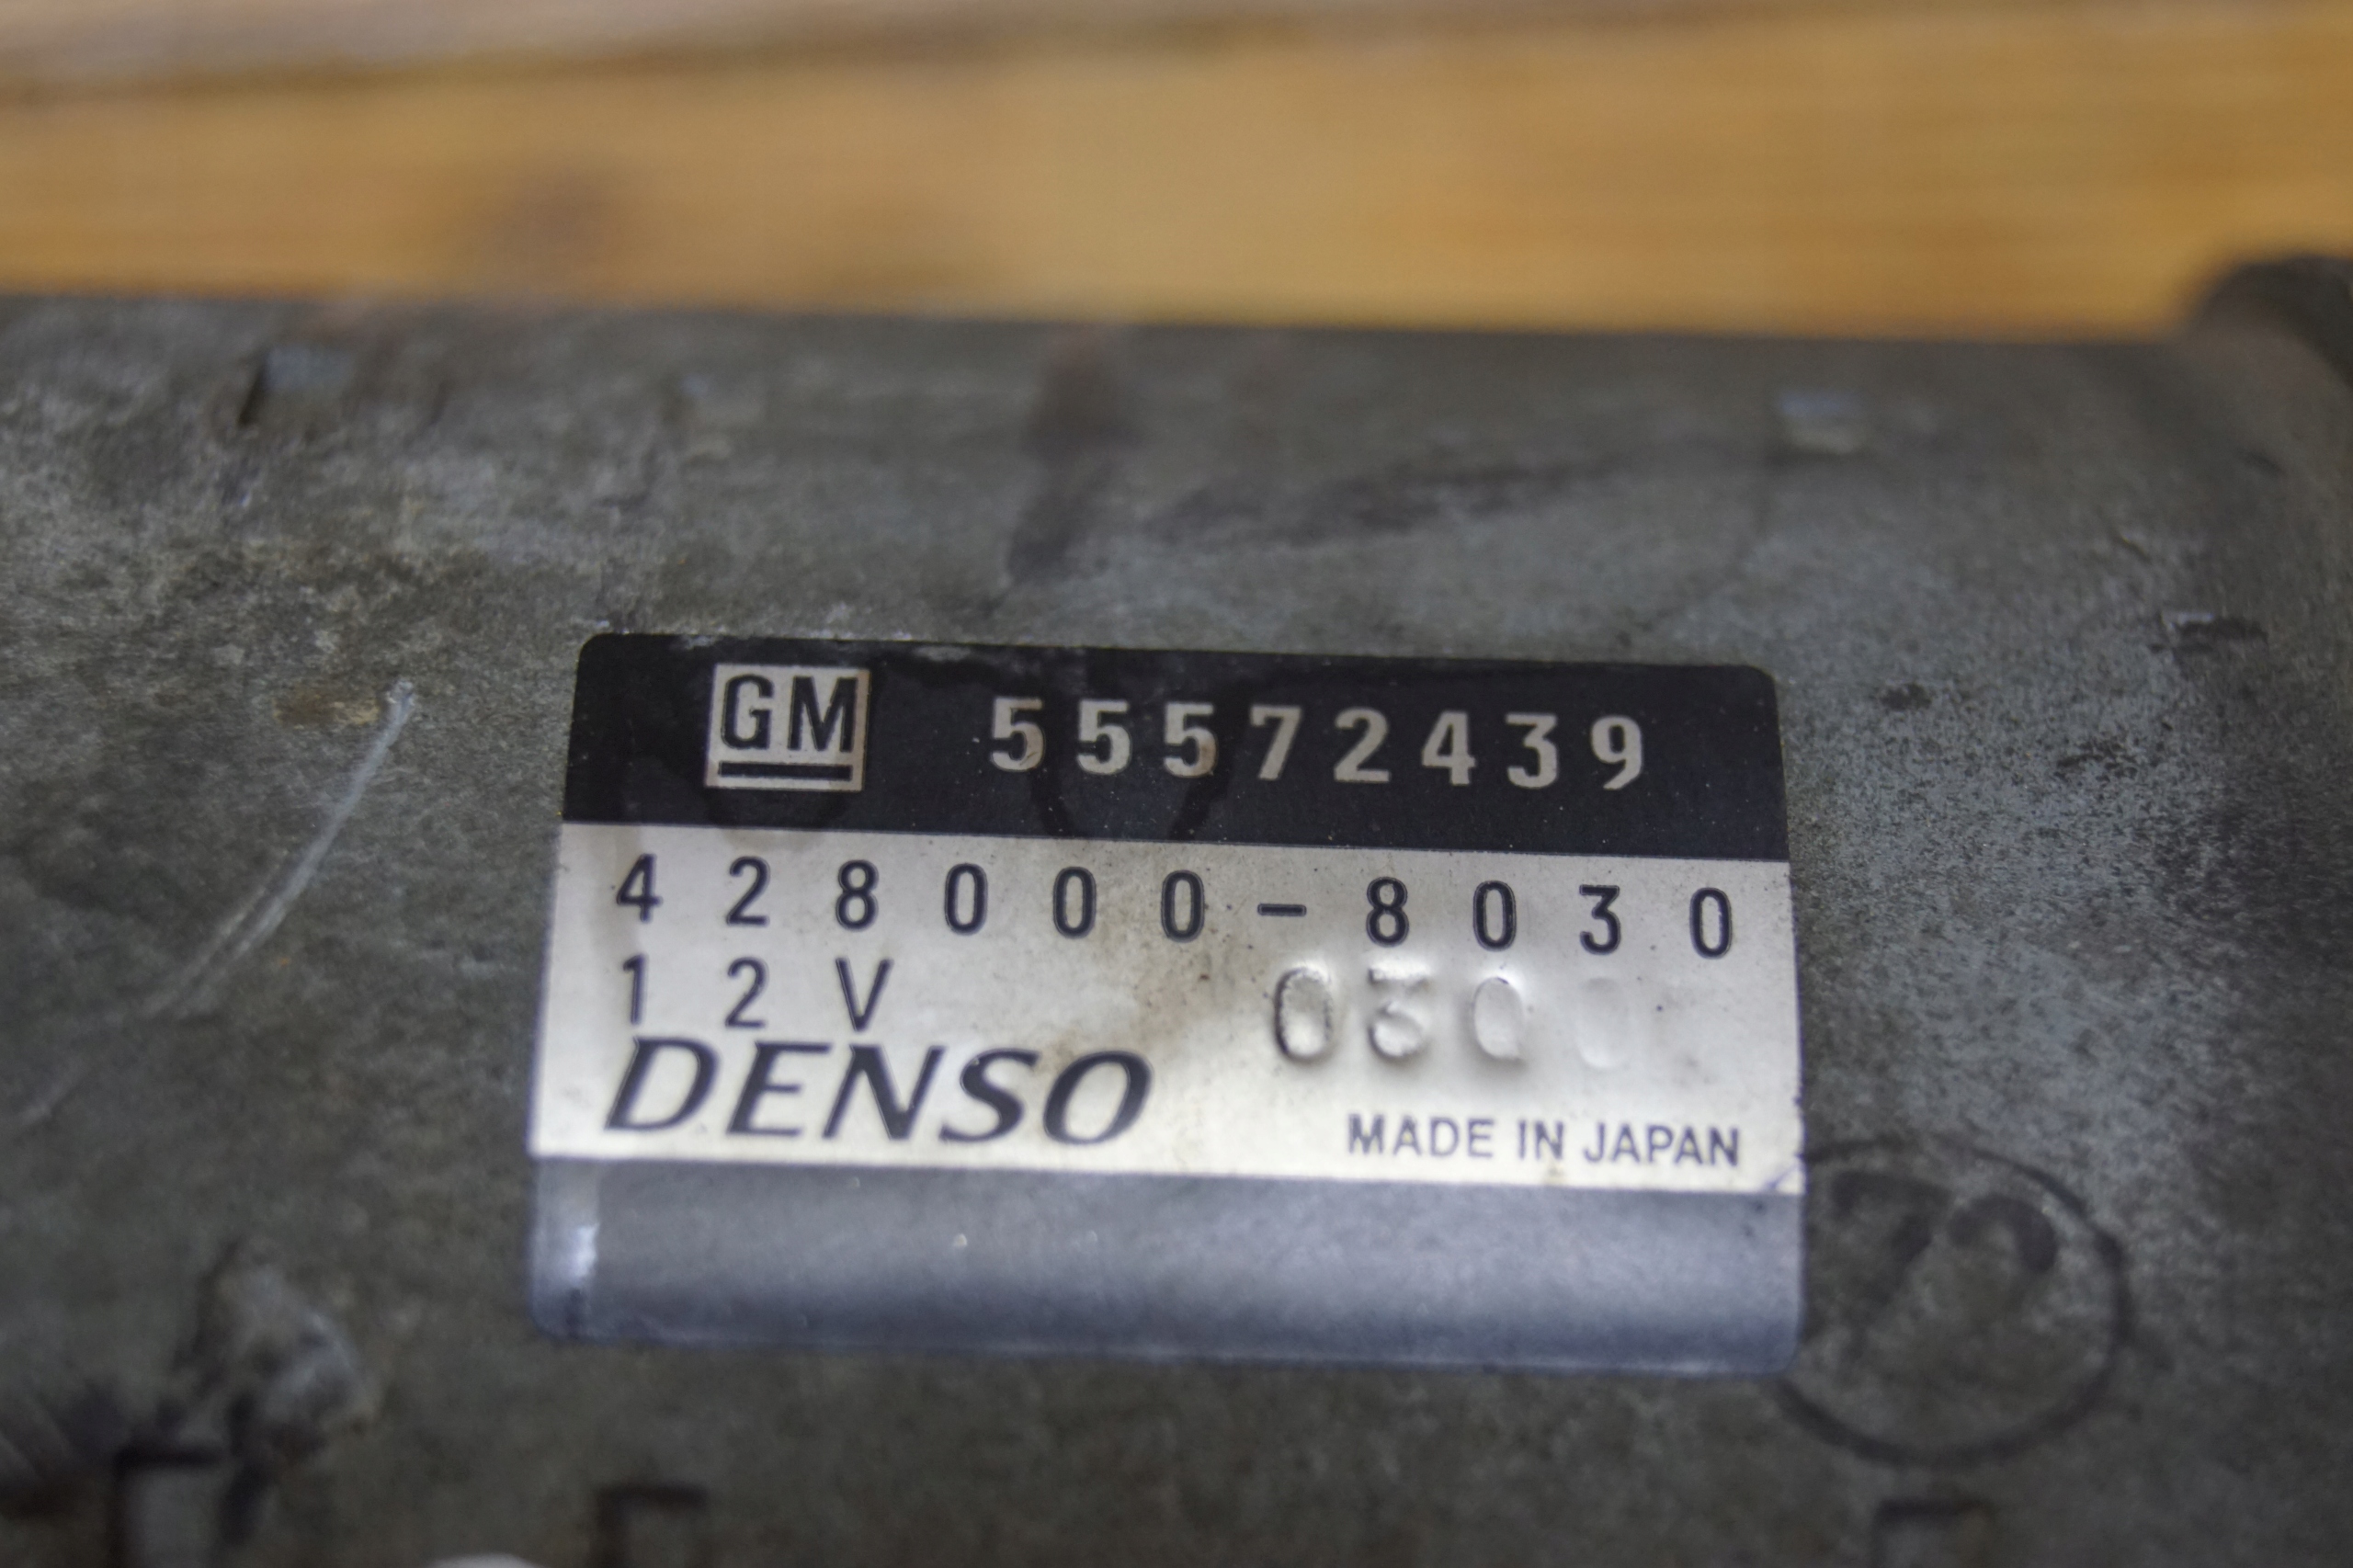 GM 55572439
428000-8030
12V
DENSO MADE IN JAPAN